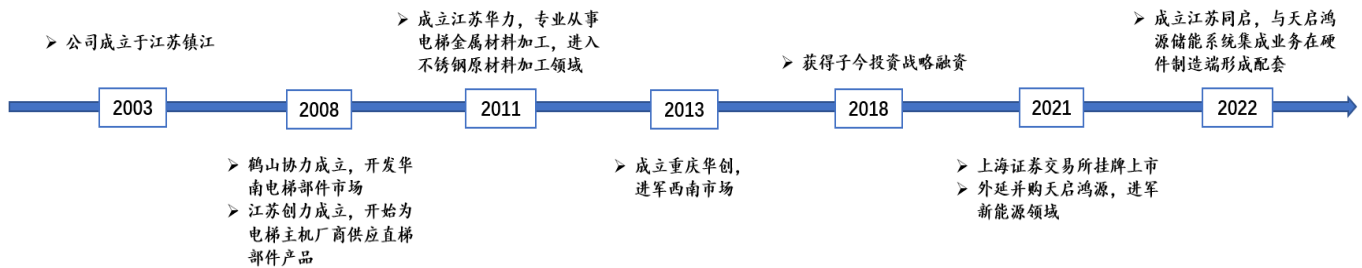 ➢ 公司成立于江苏镇江
➢ 成立江苏华力，专业从事
电梯金属材料加工，进入
不锈钢原材料加工领域
➢ 获得子今投资战略融资
➢ 成立江苏同启，与天启鸿
源储能系统集成业务在硬
件制造端形成配套
2003
2008
2011
2013
2018
2021
2022
➢ 鹤山协力成立，开发华
南电梯部件市场
➢ 江苏创力成立，开始为
电梯主机厂商供应直梯
部件产品
➢ 成立重庆华创，
进军西南市场
➢ 上海证券交易所挂牌上市
➢ 外延并购天启鸿源，进军
新能源领域